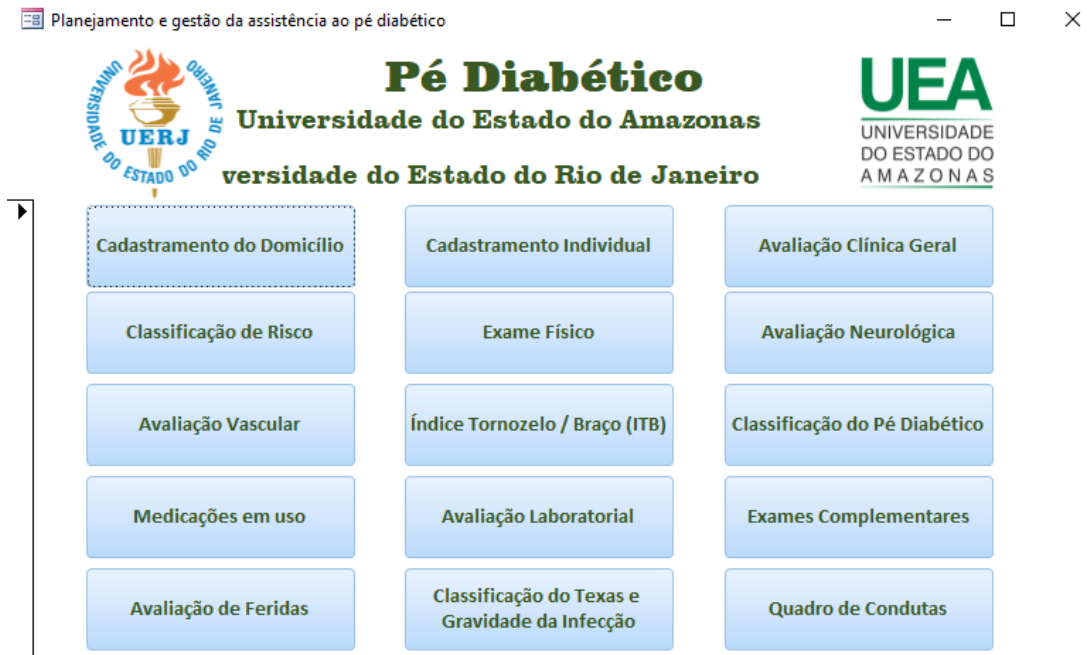 Planejamento e gestão da assistência ao pé diabético
UNIVERSIDADE DO ESTADO DO RIO DE JANEIRO
UERJ
Pé Diabético
Universidade do Estado do Amazonas
versidade do Estado do Rio de Janeiro
UEA
UNIVERSIDADE
DO ESTADO DO
AMAZONAS
Cadastramento do Domicílio
Cadastramento Individual
Avaliação Clínica Geral
Classificação de Risco
Exame Físico
Avaliação Neurológica
Avaliação Vascular
Índice Tornozelo / Braço (ITB)
Classificação do Pé Diabético
Medicações em uso
Avaliação Laboratorial
Exames Complementares
Avaliação de Feridas
Classificação do Texas e
Gravidade da Infecção
Quadro de Condutas